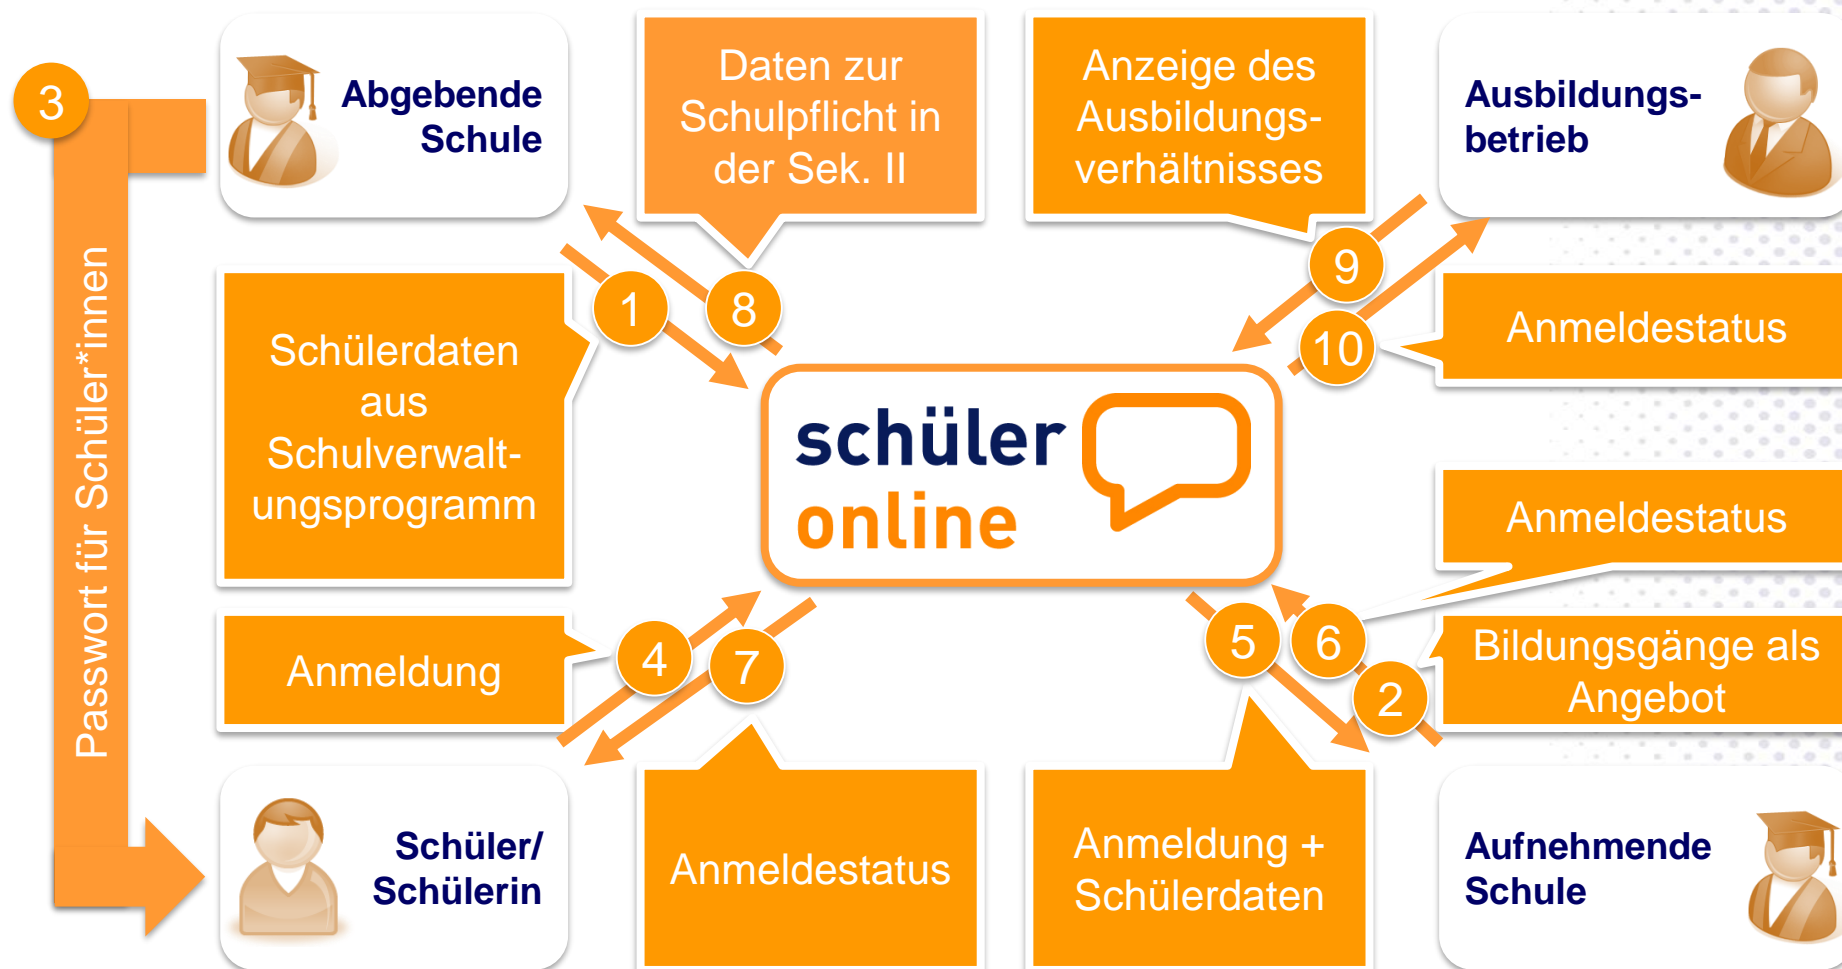 3
Abgebende
Schule
Daten zur
Schulpflicht in
der Sek. II
Anzeige des
Ausbildungs-
verhältnisses
Ausbildungs-
betrieb
Passwort für Schüler*innen
Schülerdaten
aus
Schulverwalt-
ungsprogramm
1
8
9
10
Anmeldestatus
schüler
online
Anmeldestatus
Anmeldung
4
7
5
6
2
Bildungsgänge als
Angebot
Schüler/
Schülerin
Anmeldestatus
Anmeldung +
Schülerdaten
Aufnehmende
Schule